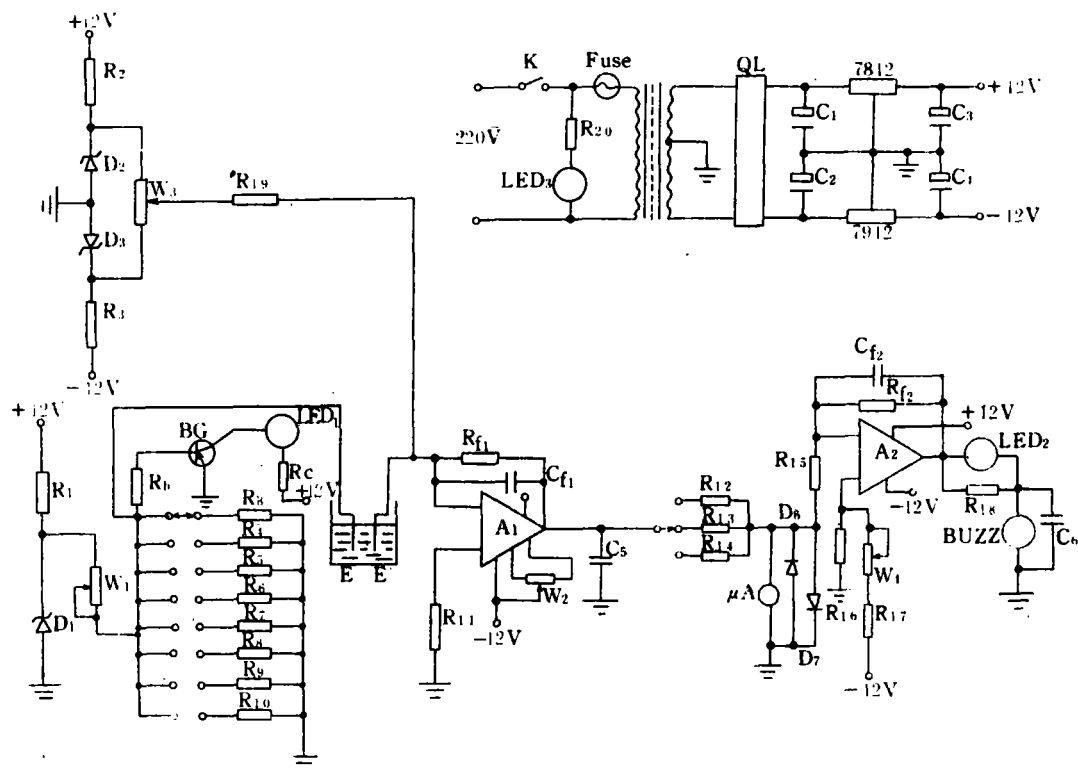 +12V
R2
D2
W3
R19
D3
R3
-12V
K
Fuse
QL
7812
+12V
220V
R20
LED3
C1
C3
C2
C1
7912
-12V
+12V
R1
W1
D1
BG
LED1
Rb
Rc
+12V
R3
R4
R5
R6
R7
R8
R9
R10
E E
Rf1
Cf1
A1
W2
R11
-12V
C5
R12
R13
R14
μA
D6
D7
R15
R16
Cf2
Rf2
A2
+12V
-12V
LED2
R18
BUZZ
C6
W1
R17
-12V